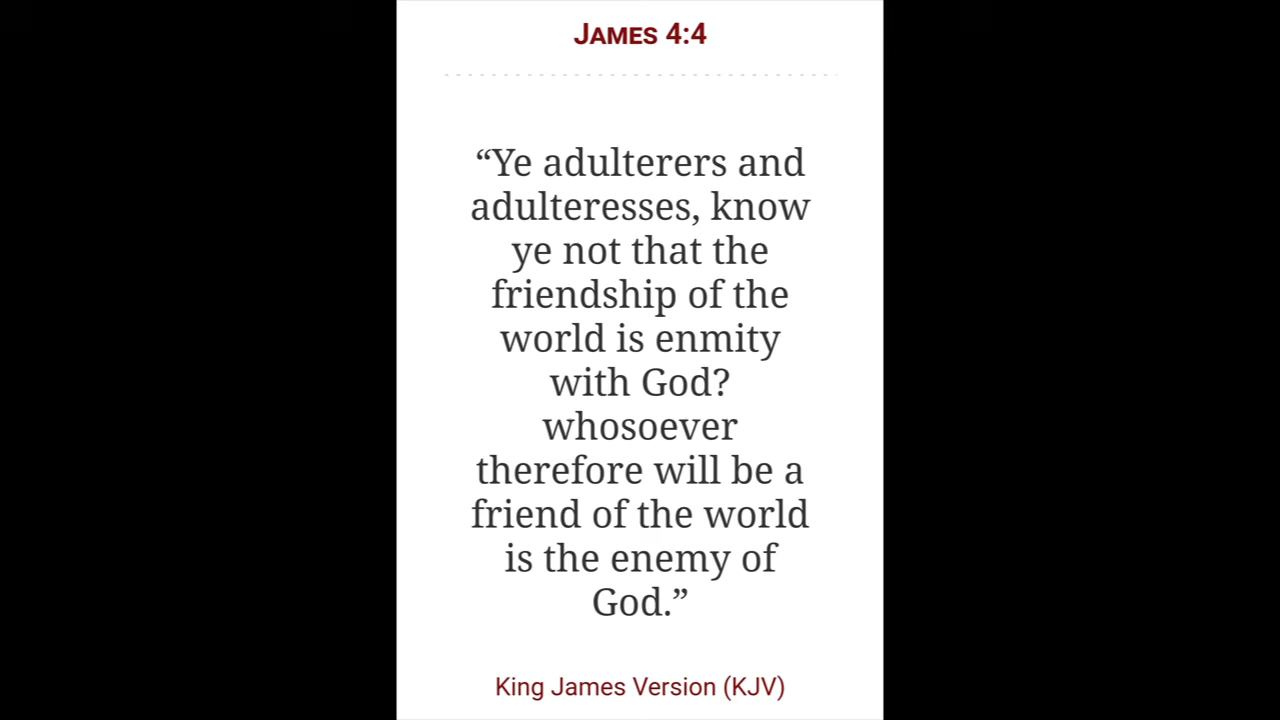 James 4:4
“Ye adulterers and
adulteresses, know
ye not that the
friendship of the
world is enmity
with God?
whosoever
therefore will be a
friend of the world
is the enemy of
God.”
King James Version (KJV)